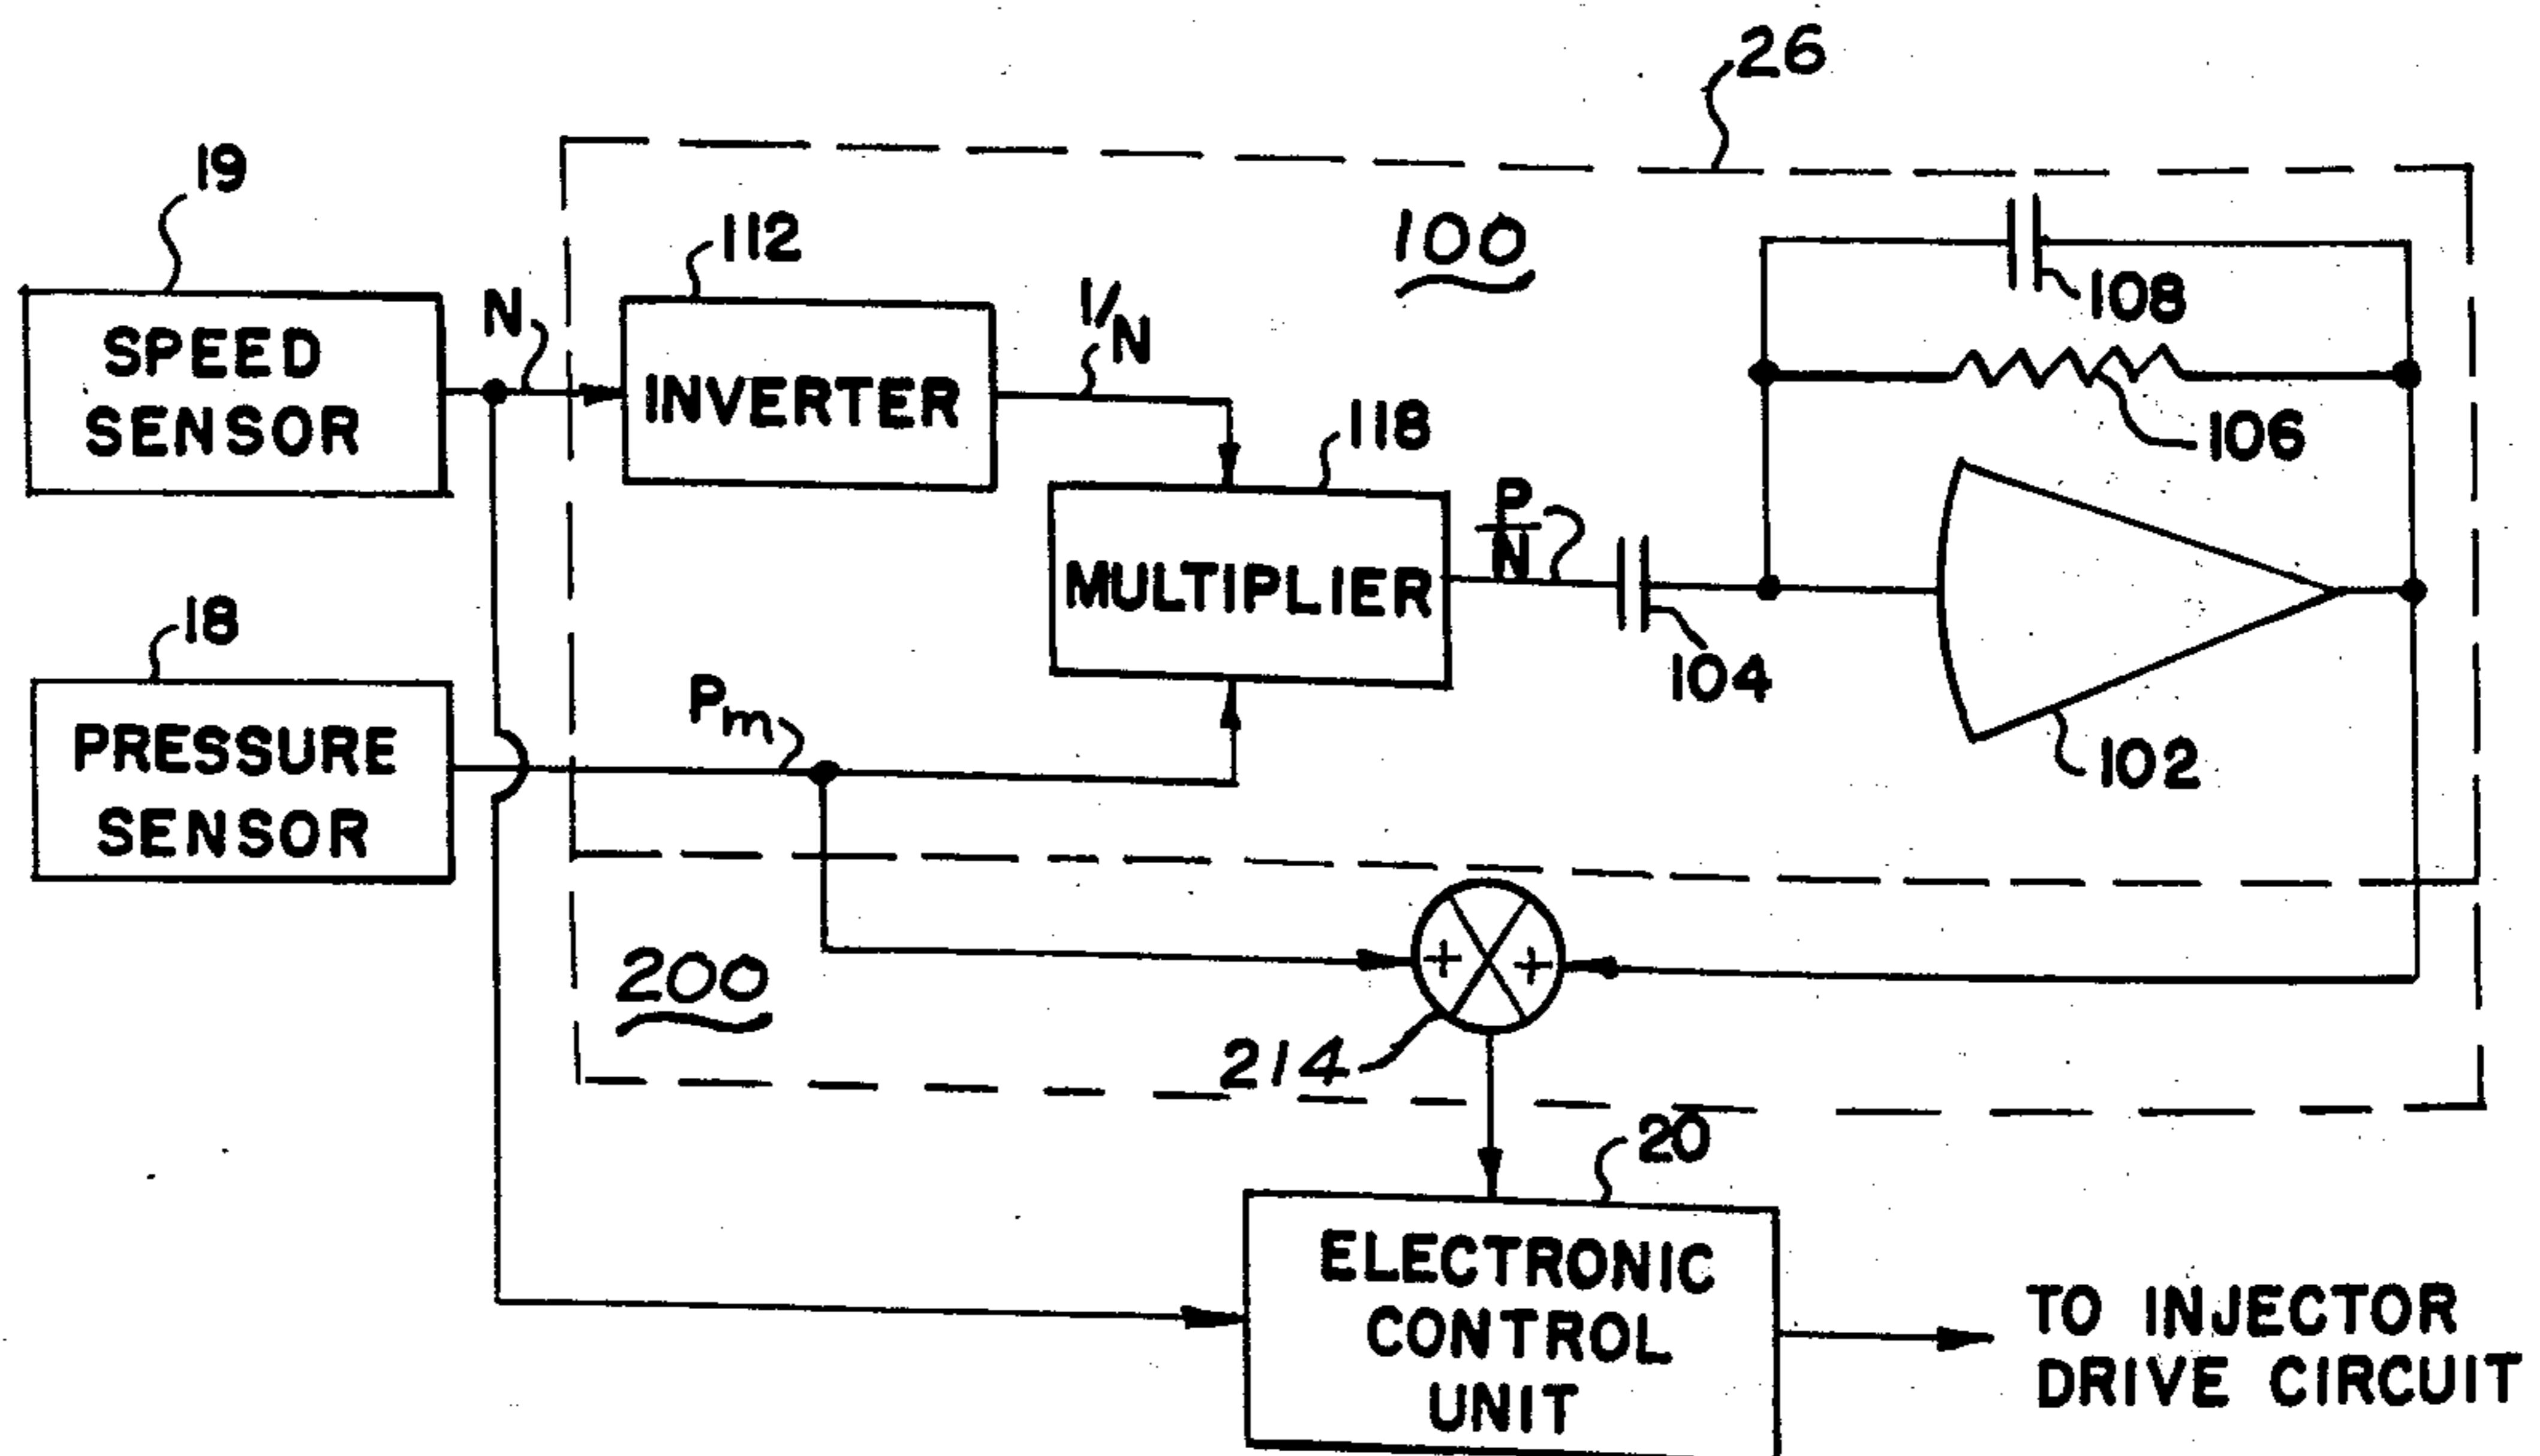 26
19
112
100
108
SPEED
SENSOR
N
INVERTER
1/N
106
118
MULTIPLIER
P
N
104
102
18
PRESSURE
SENSOR
Pm
200
+ +
214
20
ELECTRONIC
CONTROL
UNIT
TO INJECTOR
DRIVE CIRCUIT